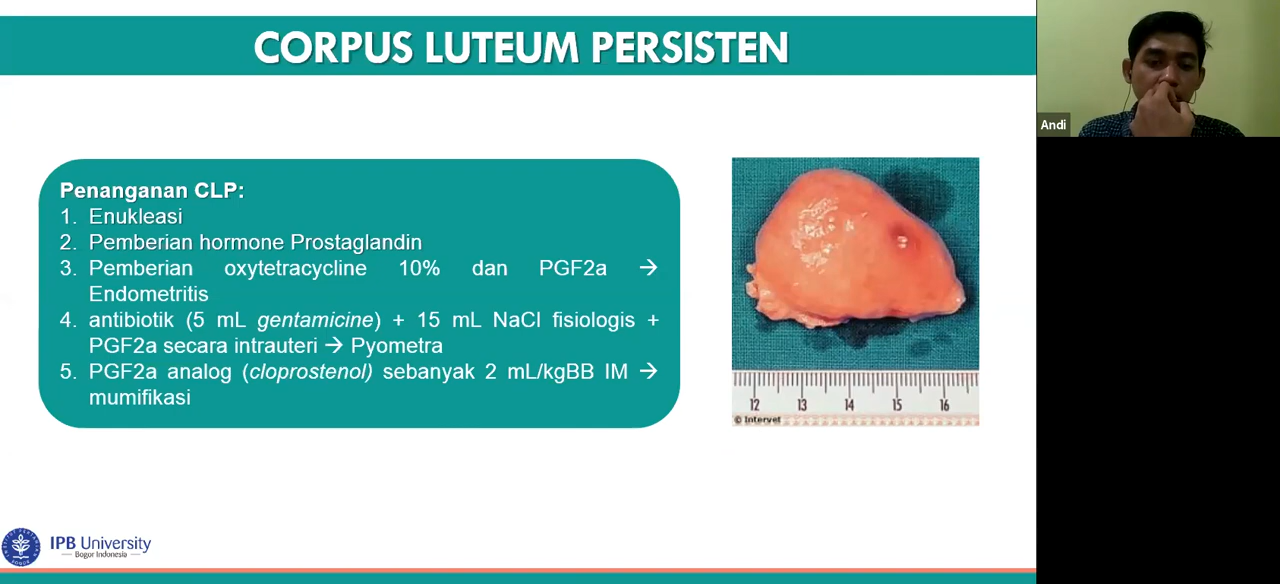 CORPUS LUTEUM PERSISTEN
Andi
Penanganan CLP:
1. Enukleasi
2. Pemberian hormone Prostaglandin
3. Pemberian oxytetracycline 10% dan PGF2a →
Endometritis
4. antibiotik (5 mL gentamicine) + 15 mL NaCl fisiologis +
PGF2a secara intrauteri → Pyometra
5. PGF2a analog (cloprostenol) sebanyak 2 mL/kgBB IM →
mumifikasi
12 13 14 15 16
© Intervet
IPB University
Bogor Indonesia